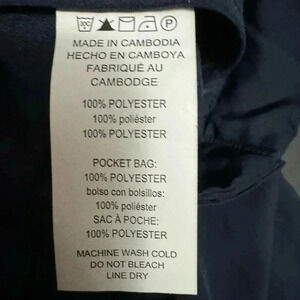 MADE IN CAMBODIA
HECHO EN CAMBOYA
FABRIQUÉ AU
CAMBODGE
100% POLYESTER
100% poliéster
100% POLYESTER
POCKET BAG:
100% POLYESTER
bolso con bolsillos:
100% poliéster
SAC À POCHE:
100% POLYESTER
MACHINE WASH COLD
DO NOT BLEACH
LINE DRY